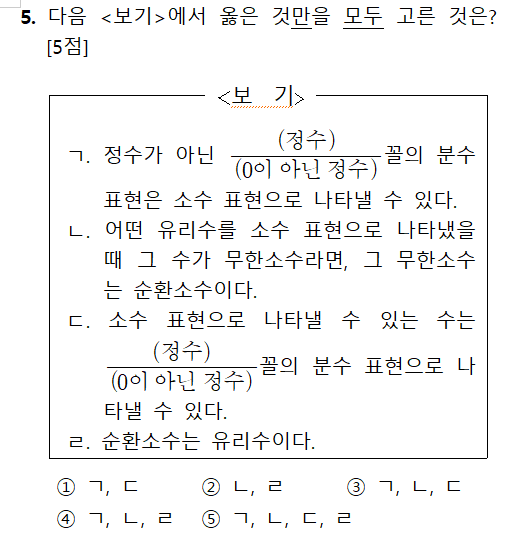 5. 다음 <보기>에서 옳은 것만을 모두 고른 것은?
[5점]
<보 기>
ㄱ. 정수가 아닌 (정수)/(0이 아닌 정수) 꼴의 분수
표현은 소수 표현으로 나타낼 수 있다.
ㄴ. 어떤 유리수를 소수 표현으로 나타냈을
때 그 수가 무한소수라면, 그 무한소수
는 순환소수이다.
ㄷ. 소수 표현으로 나타낼 수 있는 수는
(정수)/(0이 아닌 정수) 꼴의 분수 표현으로 나
타낼 수 있다.
ㄹ. 순환소수는 유리수이다.
① ㄱ, ㄷ ② ㄴ, ㄹ ③ ㄱ, ㄴ, ㄷ
④ ㄱ, ㄴ, ㄹ ⑤ ㄱ, ㄴ, ㄷ, ㄹ